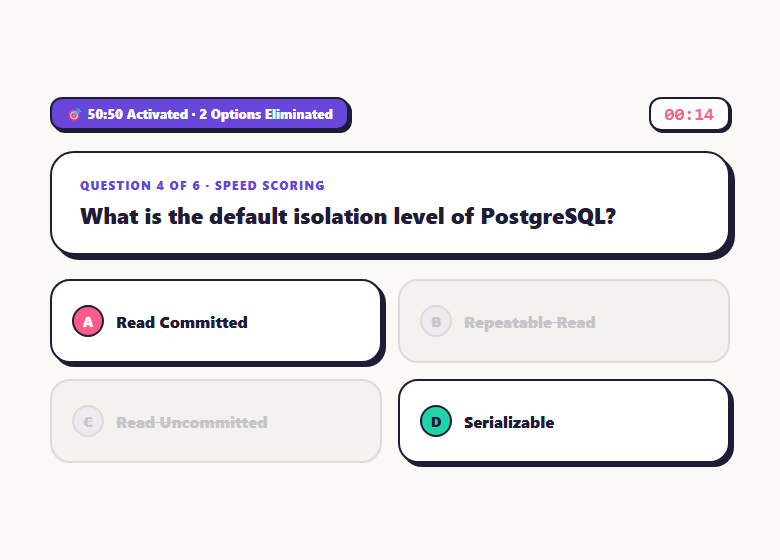 🎯 50:50 Activated · 2 Options Eliminated
00:14
QUESTION 4 OF 6 · SPEED SCORING
What is the default isolation level of PostgreSQL?
A Read Committed
B Repeatable Read
C Read Uncommitted
D Serializable